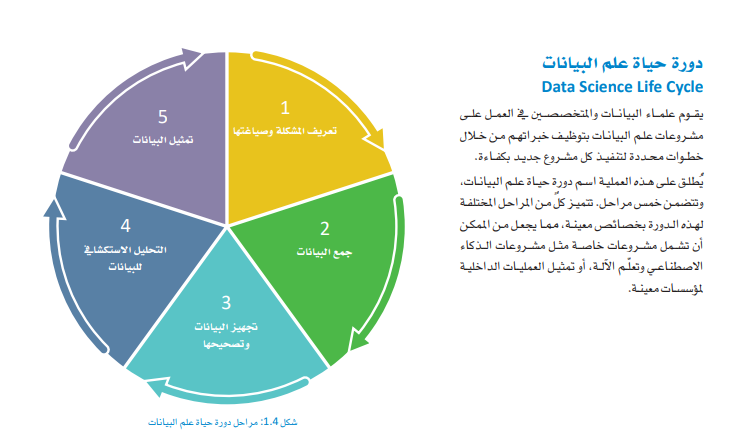 دورة حياة علم البيانات
Data Science Life Cycle
يقوم علماء البيانات والمتخصصين في العمل على
مشروعات علم البيانات بتوظيف خبراتهم من خلال
خطوات محددة لتنفيذ كل مشروع جديد بكفاءة.
يُطلق على هذه العملية اسم دورة حياة علم البيانات،
وتتضمن خمس مراحل. تتميز كلٌ من المراحل المختلفة
لهذه الدورة بخصائص معينة، مما يجعل من الممكن
أن تشمل مشروعات خاصة مثل مشروعات الذكاء
الاصطناعي وتعلّم الآلة، أو تمثيل العمليات الداخلية
لمؤسسات معينة.
1
تعريف المشكلة وصياغتها
2
جمع البيانات
3
تجهيز البيانات
وتصحيحها
4
التحليل الاستكشافي
للبيانات
5
تمثيل البيانات
شكل 1.4: مراحل دورة حياة علم البيانات